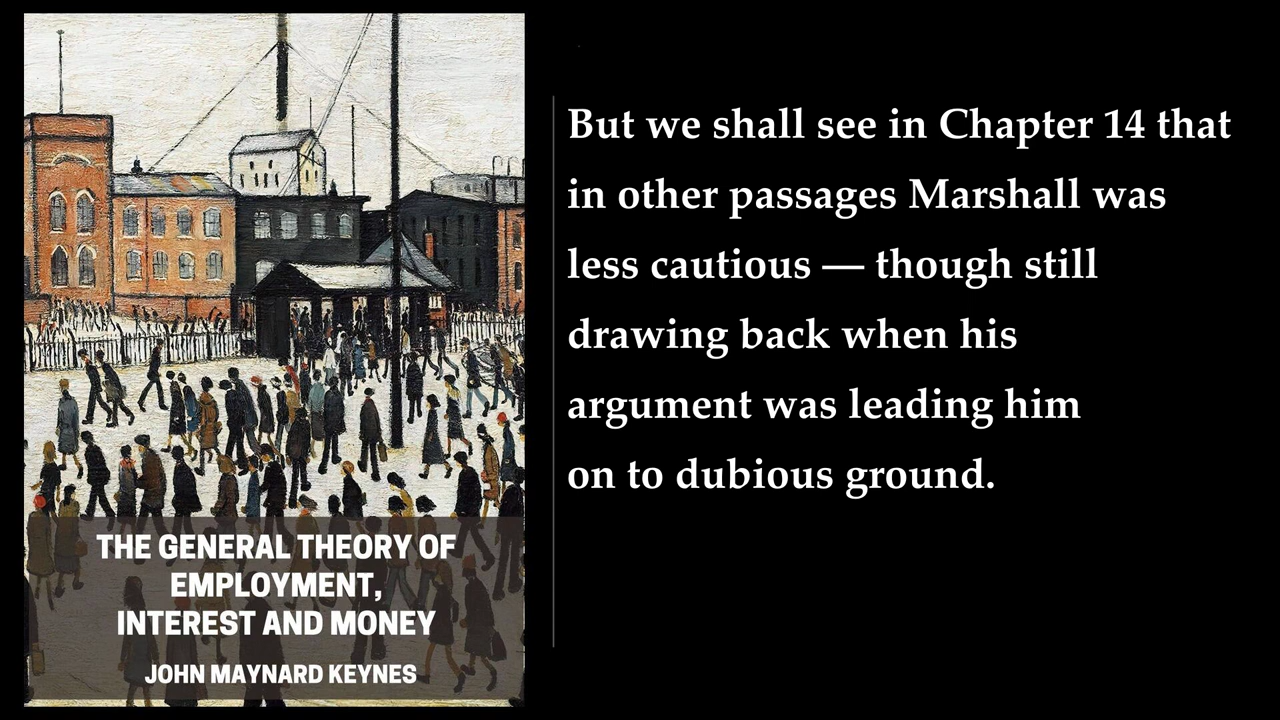 But we shall see in Chapter 14 that
in other passages Marshall was
less cautious — though still
drawing back when his
argument was leading him
on to dubious ground.
THE GENERAL THEORY OF
EMPLOYMENT,
INTEREST AND MONEY
JOHN MAYNARD KEYNES